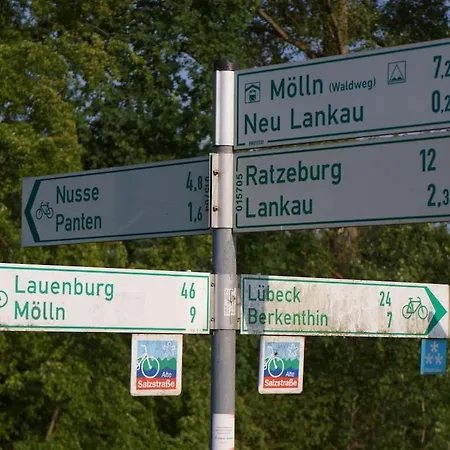 Mölln (Waldweg) 7,2
Neu Lankau 0,2
Ratzeburg 12
Lankau 2,3
Nusse 4,8
Panten 1,6
015705
Lauenburg 46
Mölln 9
Lübeck 24
Berkenthin 7
Alte
Salzstraße
Alte
Salzstraße